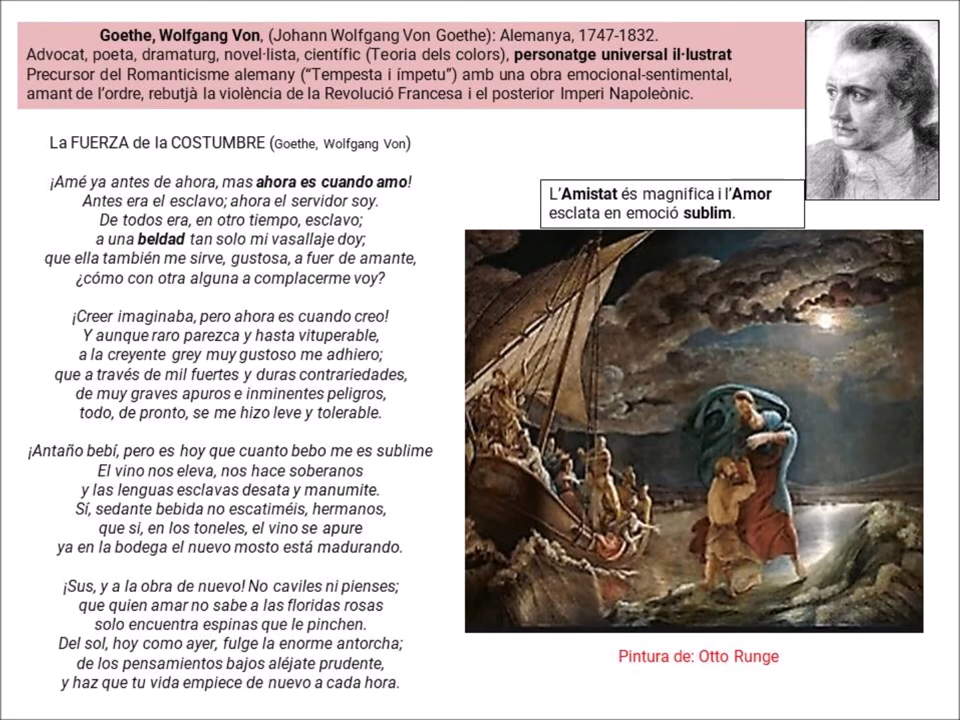 Goethe, Wolfgang Von, (Johann Wolfgang Von Goethe): Alemanya, 1747-1832.
Advocat, poeta, dramaturg, novel·lista, científic (Teoria dels colors), personatge universal il·lustrat
Precursor del Romanticisme alemany ("Tempesta i ímpetu") amb una obra emocional-sentimental,
amant de l'ordre, rebutjà la violència de la Revolució Francesa i el posterior Imperi Napoleònic.
La FUERZA de la COSTUMBRE (Goethe, Wolfgang Von)
¡Amé ya antes de ahora, mas ahora es cuando amo!
Antes era el esclavo; ahora el servidor soy.
De todos era, en otro tiempo, esclavo;
a una beldad tan solo mi vasallaje doy;
que ella también me sirve, gustosa, a fuer de amante,
¿cómo con otra alguna a complacerme voy?
¡Creer imaginaba, pero ahora es cuando creo!
Y aunque raro parezca y hasta vituperable,
a la creyente grey muy gustoso me adhiero;
que a través de mil fuertes y duras contrariedades,
de muy graves apuros e inminentes peligros,
todo, de pronto, se me hizo leve y tolerable.
¡Antaño bebí, pero es hoy que cuanto bebo me es sublime
El vino nos eleva, nos hace soberanos
y las lenguas esclavas desata y manumite.
Sí, sedante bebida no escatiméis, hermanos,
que si, en los toneles, el vino se apure
ya en la bodega el nuevo mosto está madurando.
¡Sus, y a la obra de nuevo! No caviles ni pienses;
que quien amar no sabe a las floridas rosas
solo encuentra espinas que le pinchen.
Del sol, hoy como ayer, fulge la enorme antorcha;
de los pensamientos bajos aléjate prudente,
y haz que tu vida empiece de nuevo a cada hora.
L'Amistat és magnifica i l'Amor
esclata en emoció sublim.
Pintura de: Otto Runge